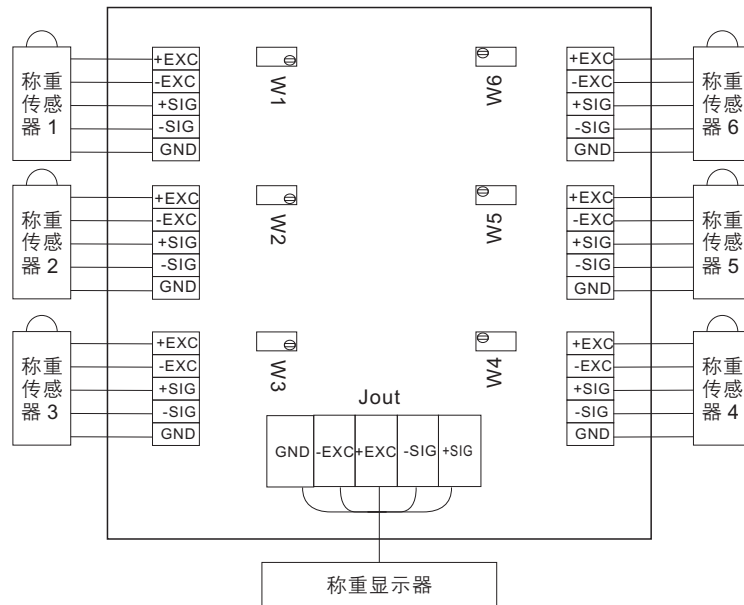 称重
传感
器 1
+EXC
-EXC
+SIG
-SIG
GND
W1
W6
+EXC
-EXC
+SIG
-SIG
GND
称重
传感
器 6
称重
传感
器 2
+EXC
-EXC
+SIG
-SIG
GND
W2
W5
+EXC
-EXC
+SIG
-SIG
GND
称重
传感
器 5
称重
传感
器 3
+EXC
-EXC
+SIG
-SIG
GND
W3
W4
+EXC
-EXC
+SIG
-SIG
GND
称重
传感
器 4
Jout
GND -EXC +EXC -SIG +SIG
称重显示器